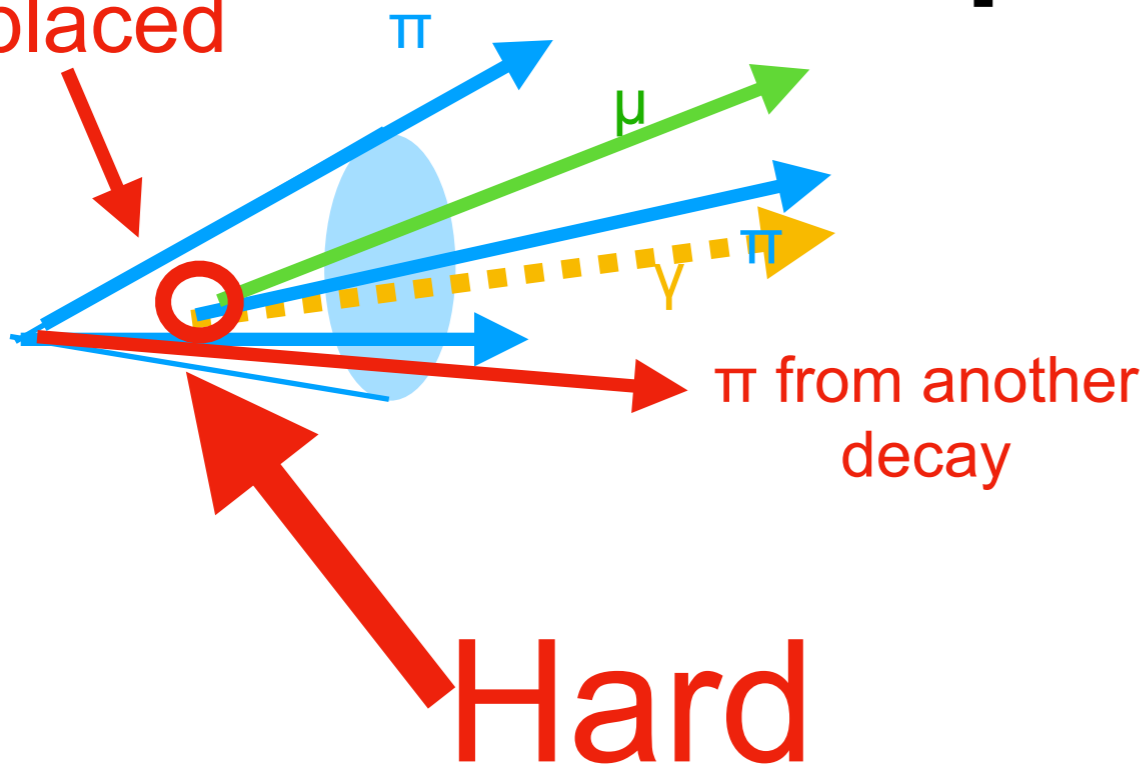 placed
π
μ
π
γ
π from another
decay
Hard